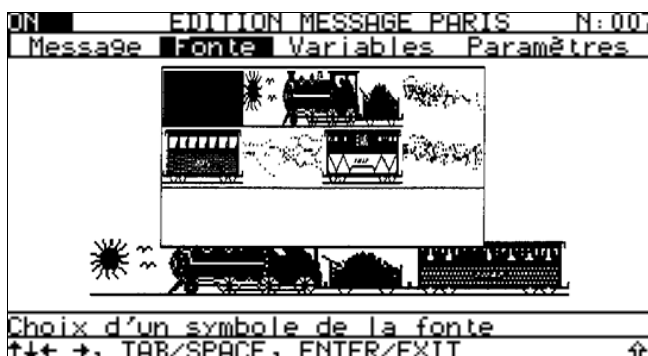 ON EDITION MESSAGE PARIS N:007
Message Fonte Variables Paramètres
Choix d'un symbole de la fonte
↑↓← →, TAB/SPACE, ENTER/EXIT